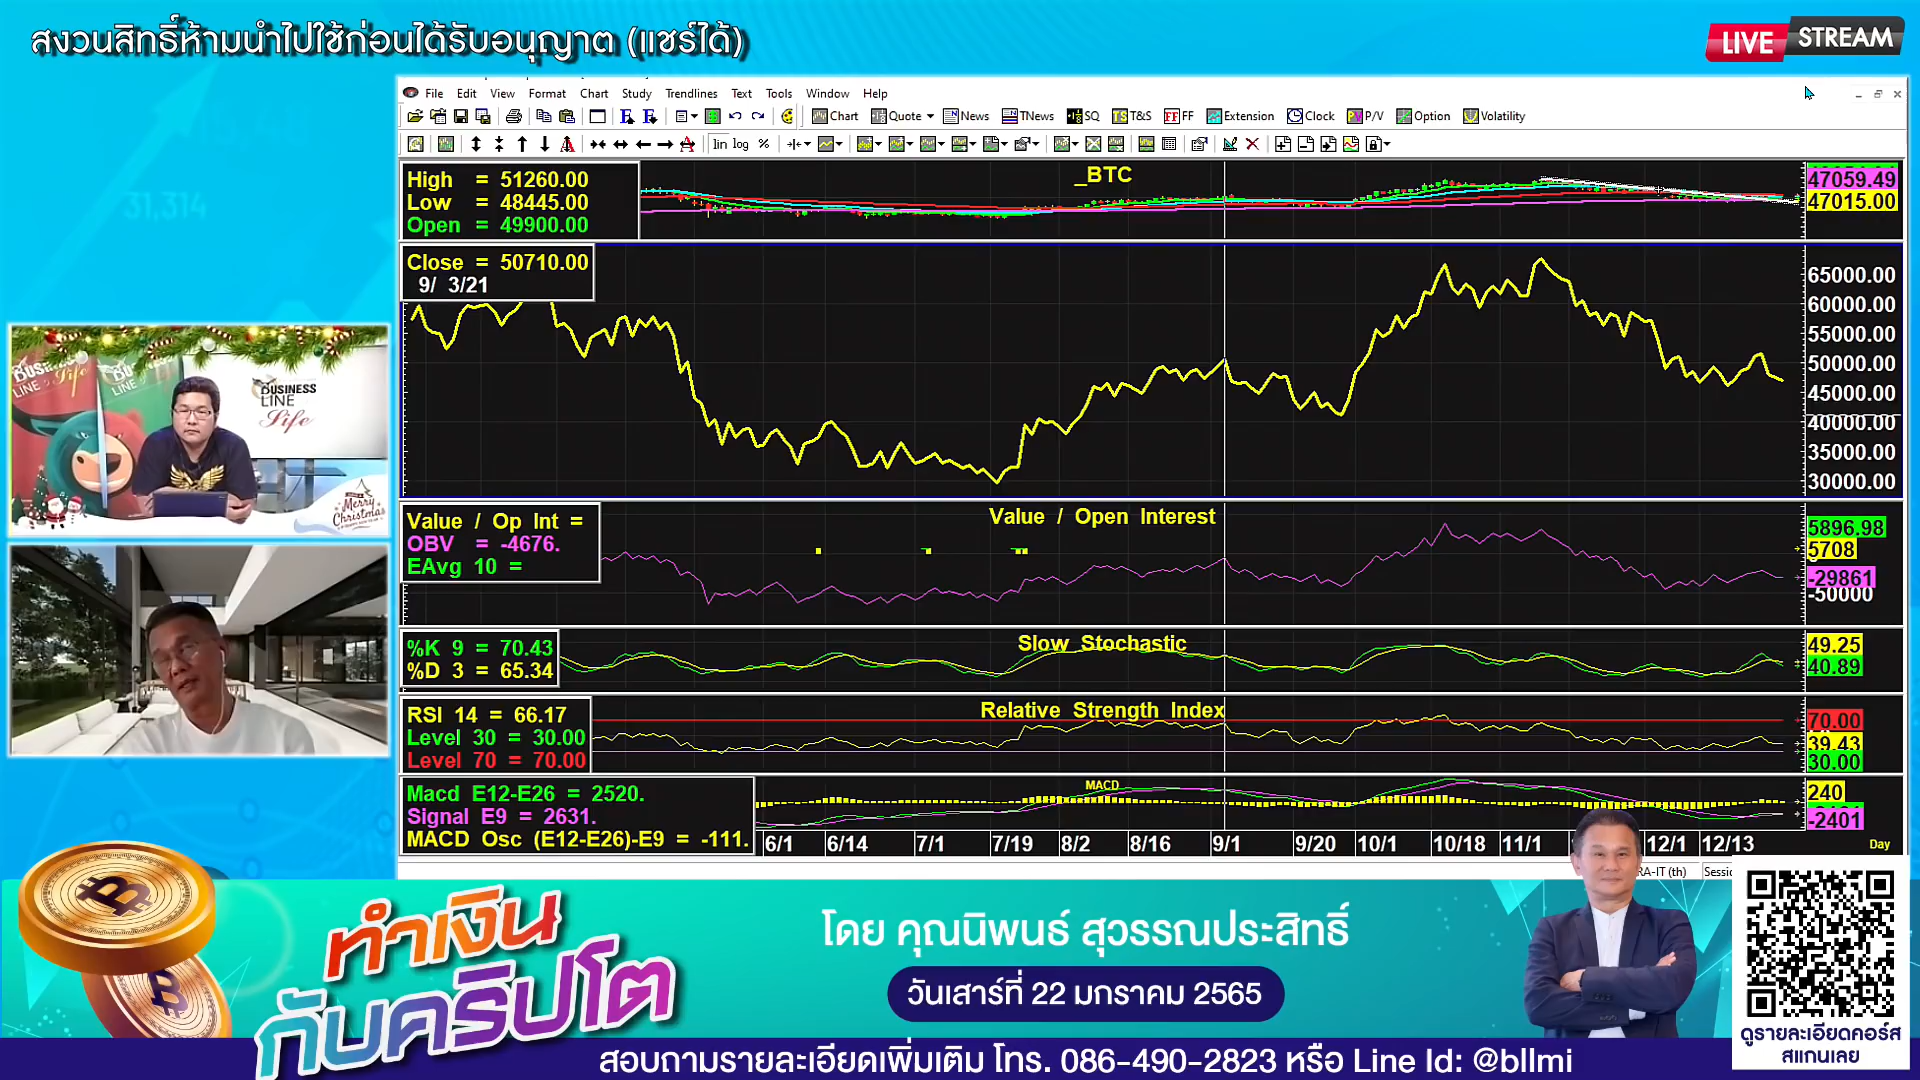 สงวนสิทธิ์ห้ามนำไปใช้ก่อนได้รับอนุญาต (แชร์ได้)
LIVE STREAM
File Edit View Format Chart Study Trendlines Text Tools Window Help
Chart Quote News TNews SQ T&S FF Extension Clock P/V Option Volatility
lin log %
_BTC
High = 51260.00
Low = 48445.00
Open = 49900.00
47059.49
47015.00
Close = 50710.00
9/ 3/21
65000.00
60000.00
55000.00
50000.00
45000.00
40000.00
35000.00
30000.00
Value / Open Interest
Value / Op Int =
OBV = -4676.
EAvg 10 =
5896.98
5708
-29861
-50000
Slow Stochastic
%K 9 = 70.43
%D 3 = 65.34
49.25
40.89
Relative Strength Index
RSI 14 = 66.17
Level 30 = 30.00
Level 70 = 70.00
70.00
39.43
30.00
MACD
Macd E12-E26 = 2520.
Signal E9 = 2631.
MACD Osc (E12-E26)-E9 = -111.
240
-2401
6/1 6/14 7/1 7/19 8/2 8/16 9/1 9/20 10/1 10/18 11/1 12/1 12/13 Day
RA-IT (th)
BUSINESS
LINE
Life
Merry
Christmas
31,314
ทำเงิน
กับคริปโต
โดย คุณนิพนธ์ สุวรรณประสิทธิ์
วันเสาร์ที่ 22 มกราคม 2565
ดูรายละเอียดคอร์ส
สแกนเลย
สอบถามรายละเอียดเพิ่มเติม โทร. 086-490-2823 หรือ Line Id: @bllmi